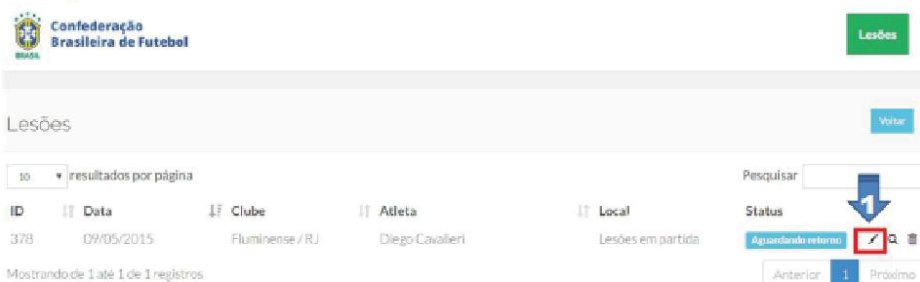 Confederação
Brasileira de Futebol
BRASIL
Lesões
Lesões
Voltar
10 resultados por página
Pesquisar
ID Data Clube Atleta Local Status
1
378 09/05/2015 Fluminense / RJ Diego Cavalieri Lesões em partida Aguardando retorno
Mostrando de 1 até 1 de 1 registros
Anterior 1 Próximo